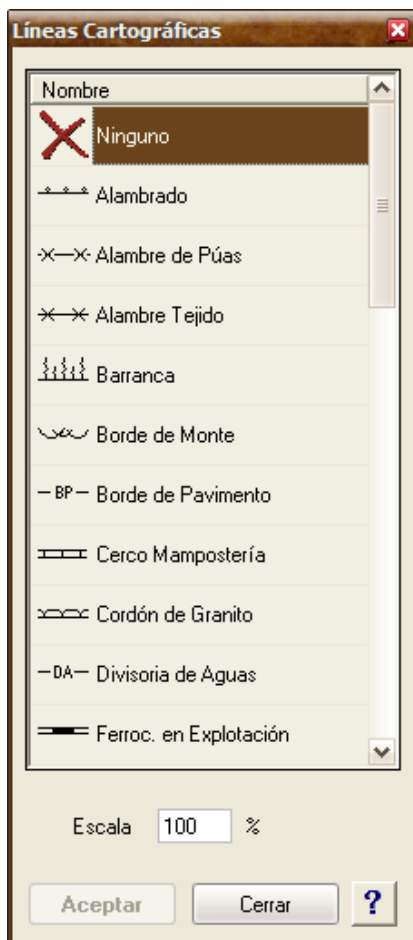 Líneas Cartográficas
Nombre
Ninguno
Alambrado
Alambre de Púas
Alambre Tejido
Barranca
Borde de Monte
BP Borde de Pavimento
Cerco Mampostería
Cordón de Granito
DA Divisoria de Aguas
Ferroc. en Explotación
Escala 100 %
Aceptar Cerrar ?